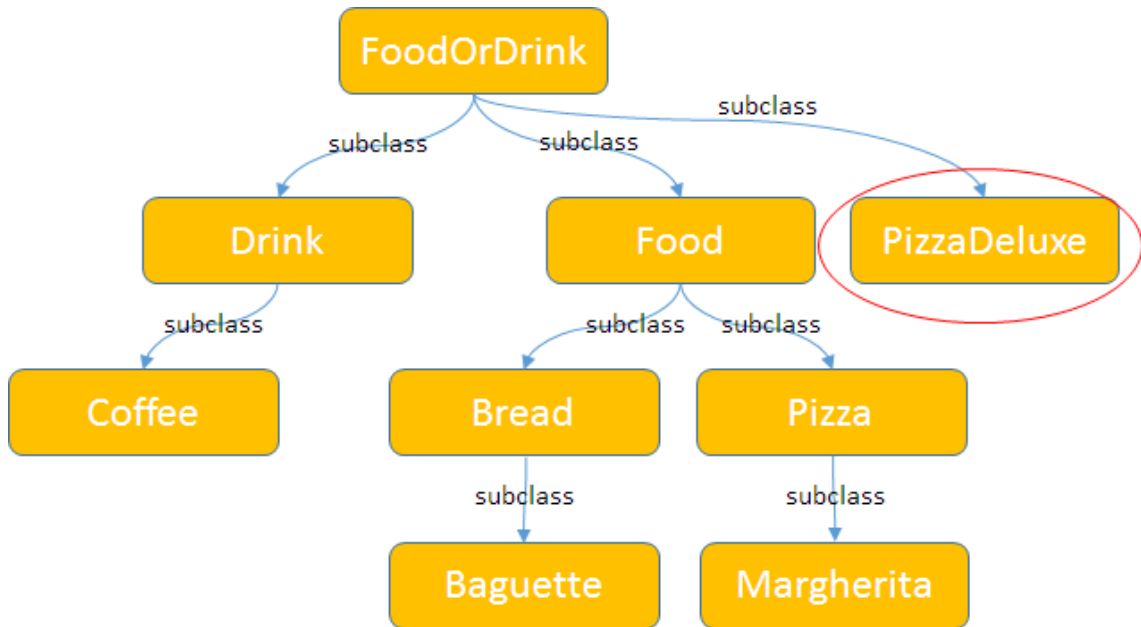 FoodOrDrink
subclass
subclass
subclass
Drink
Food
PizzaDeluxe
subclass
subclass
subclass
Coffee
Bread
Pizza
subclass
subclass
Baguette
Margherita